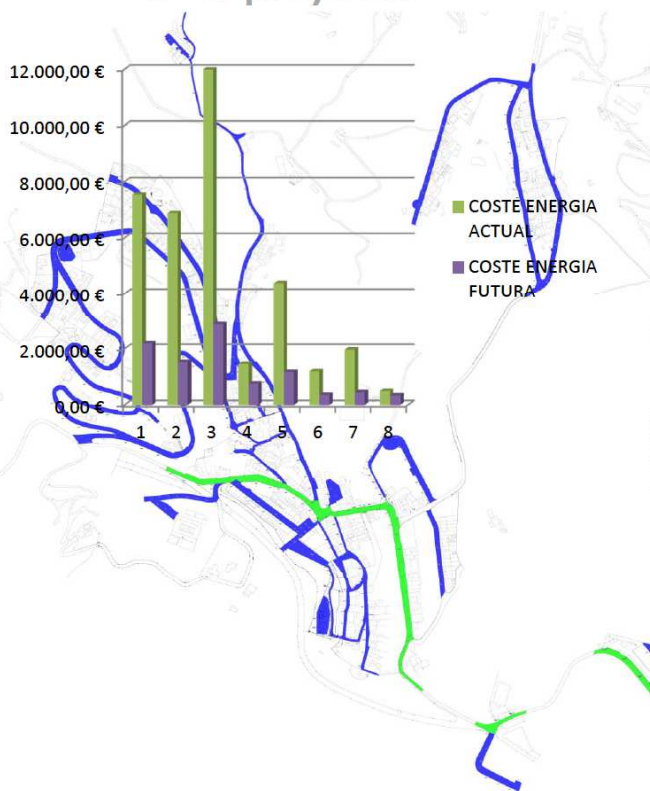 12.000,00 €
10.000,00 €
8.000,00 €
6.000,00 €
4.000,00 €
2.000,00 €
0,00 €
1 2 3 4 5 6 7 8
COSTE ENERGIA
ACTUAL
COSTE ENERGIA
FUTURA